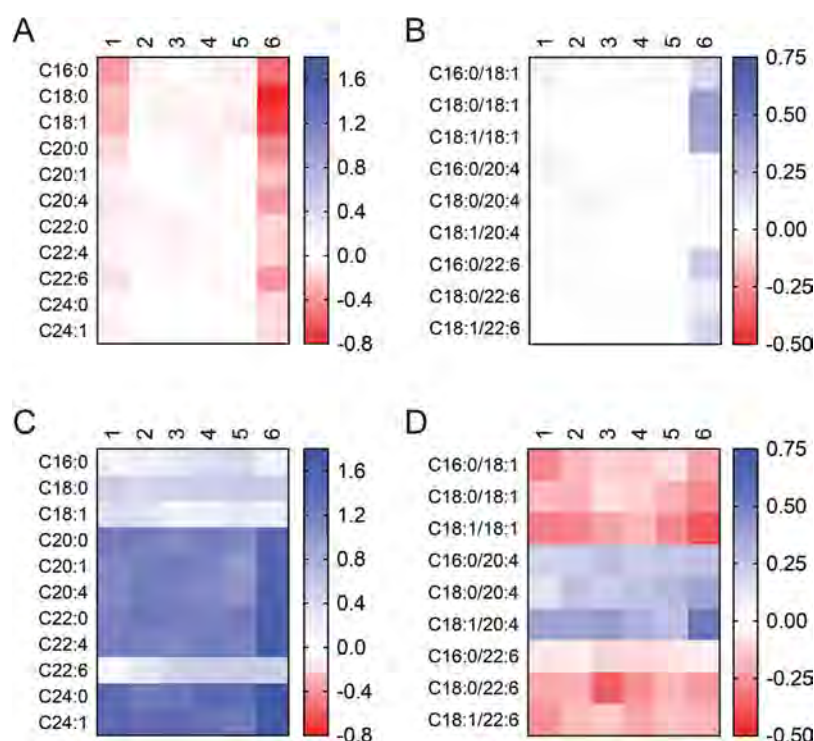 A
1 2 3 4 5 6
C16:0
C18:0
C18:1
C20:0
C20:1
C20:4
C22:0
C22:4
C22:6
C24:0
C24:1
1.6
1.2
0.8
0.4
0.0
-0.4
-0.8
B
1 2 3 4 5 6
C16:0/18:1
C18:0/18:1
C18:1/18:1
C16:0/20:4
C18:0/20:4
C18:1/20:4
C16:0/22:6
C18:0/22:6
C18:1/22:6
0.75
0.50
0.25
0.00
-0.25
-0.50
C
1 2 3 4 5 6
C16:0
C18:0
C18:1
C20:0
C20:1
C20:4
C22:0
C22:4
C22:6
C24:0
C24:1
1.6
1.2
0.8
0.4
0.0
-0.4
-0.8
D
1 2 3 4 5 6
C16:0/18:1
C18:0/18:1
C18:1/18:1
C16:0/20:4
C18:0/20:4
C18:1/20:4
C16:0/22:6
C18:0/22:6
C18:1/22:6
0.75
0.50
0.25
0.00
-0.25
-0.50